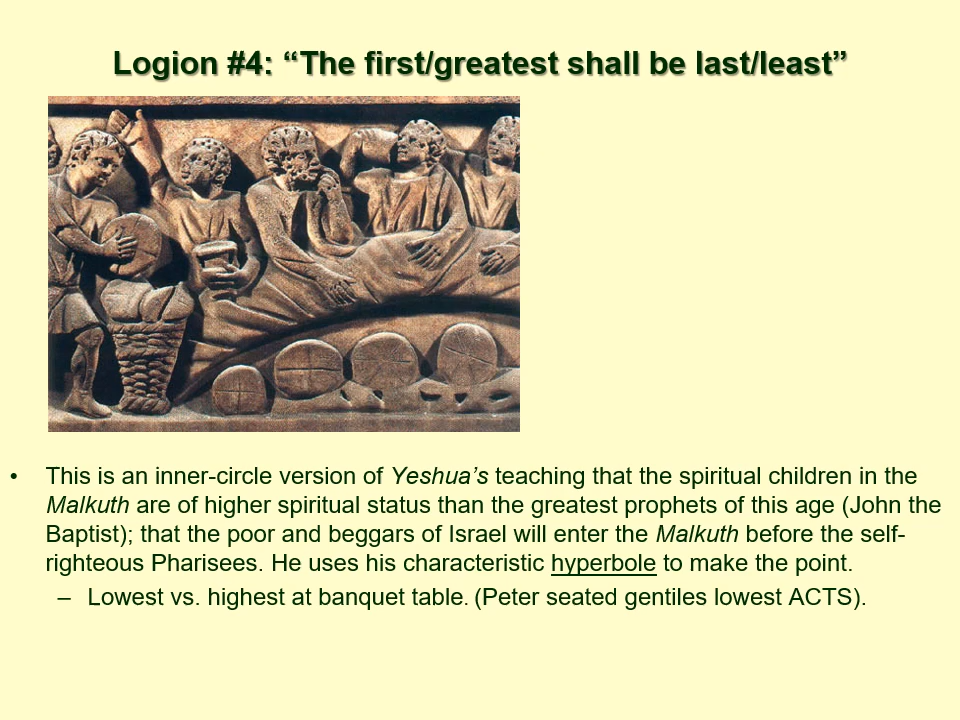 Logion #4: “The first/greatest shall be last/least”
• This is an inner-circle version of Yeshua’s teaching that the spiritual children in the
Malkuth are of higher spiritual status than the greatest prophets of this age (John the
Baptist); that the poor and beggars of Israel will enter the Malkuth before the self-
righteous Pharisees. He uses his characteristic hyperbole to make the point.
– Lowest vs. highest at banquet table. (Peter seated gentiles lowest ACTS).